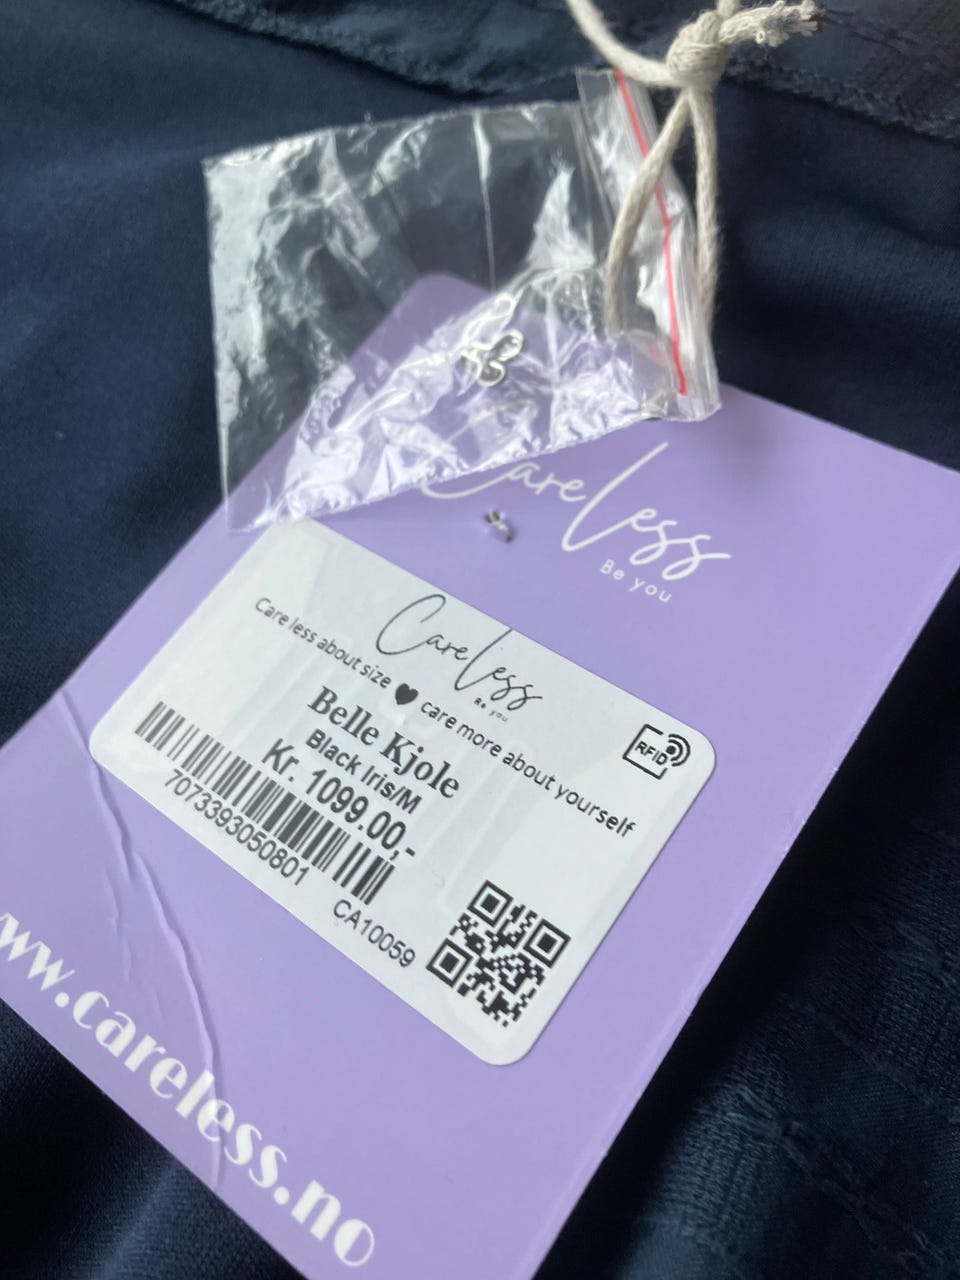 CareLess
Be you
CareLess
Be you
Care less about size ♥ care more about yourself
RFID
Belle Kjole
Black Iris/M
Kr. 1099.00,-
7073393050801
CA10059
www.careless.no